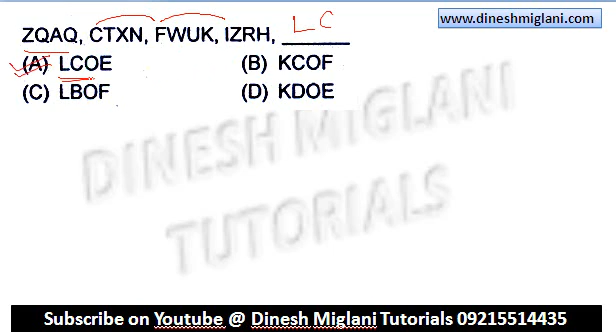 www.dineshmiglani.com
ZQAQ, CTXN, FWUK, IZRH, ______ L C
(A) LCOE (B) KCOF
(C) LBOF (D) KDOE
DINESH MIGLANI
TUTORIALS
Subscribe on Youtube @ Dinesh Miglani Tutorials 09215514435